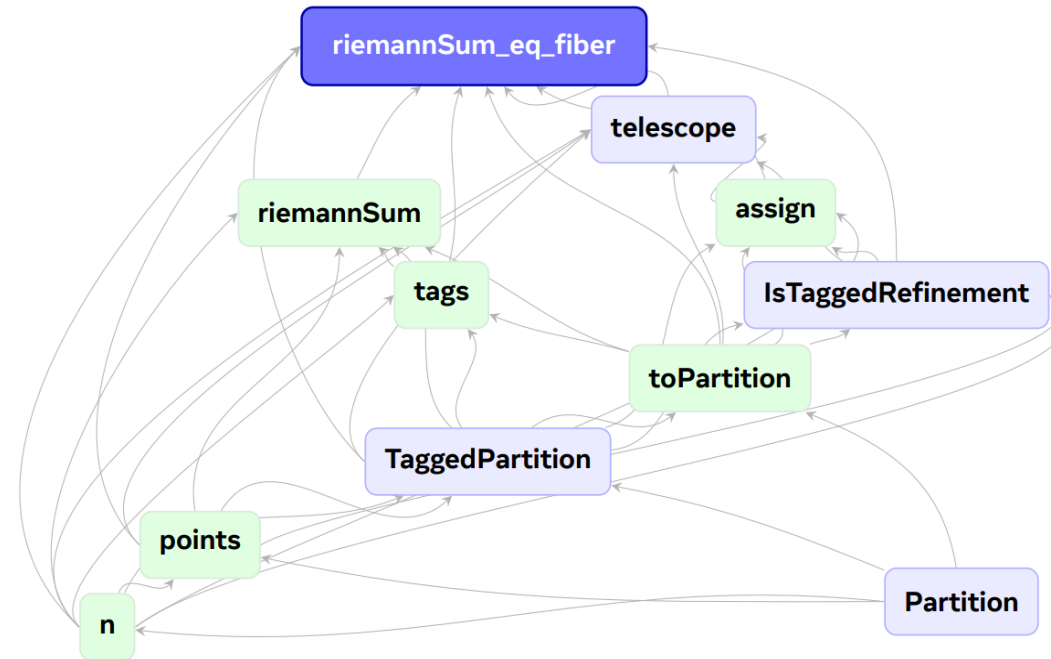 riemannSum_eq_fiber
telescope
riemannSum
assign
tags
IsTaggedRefinement
toPartition
TaggedPartition
points
Partition
n